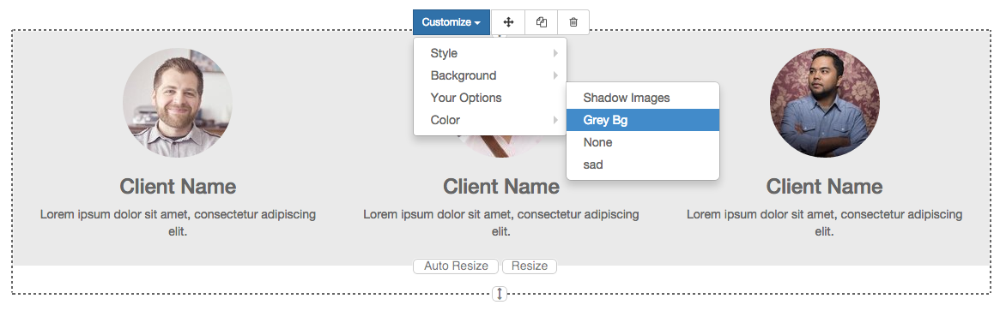 Customize
Style
Background
Your Options
Color
Shadow Images
Grey Bg
None
sad
Client Name
Lorem ipsum dolor sit amet, consectetur adipiscing
elit.
Client Name
Lorem ipsum dolor sit amet, consectetur adipiscing
elit.
Client Name
Lorem ipsum dolor sit amet, consectetur adipiscing
elit.
Auto Resize
Resize